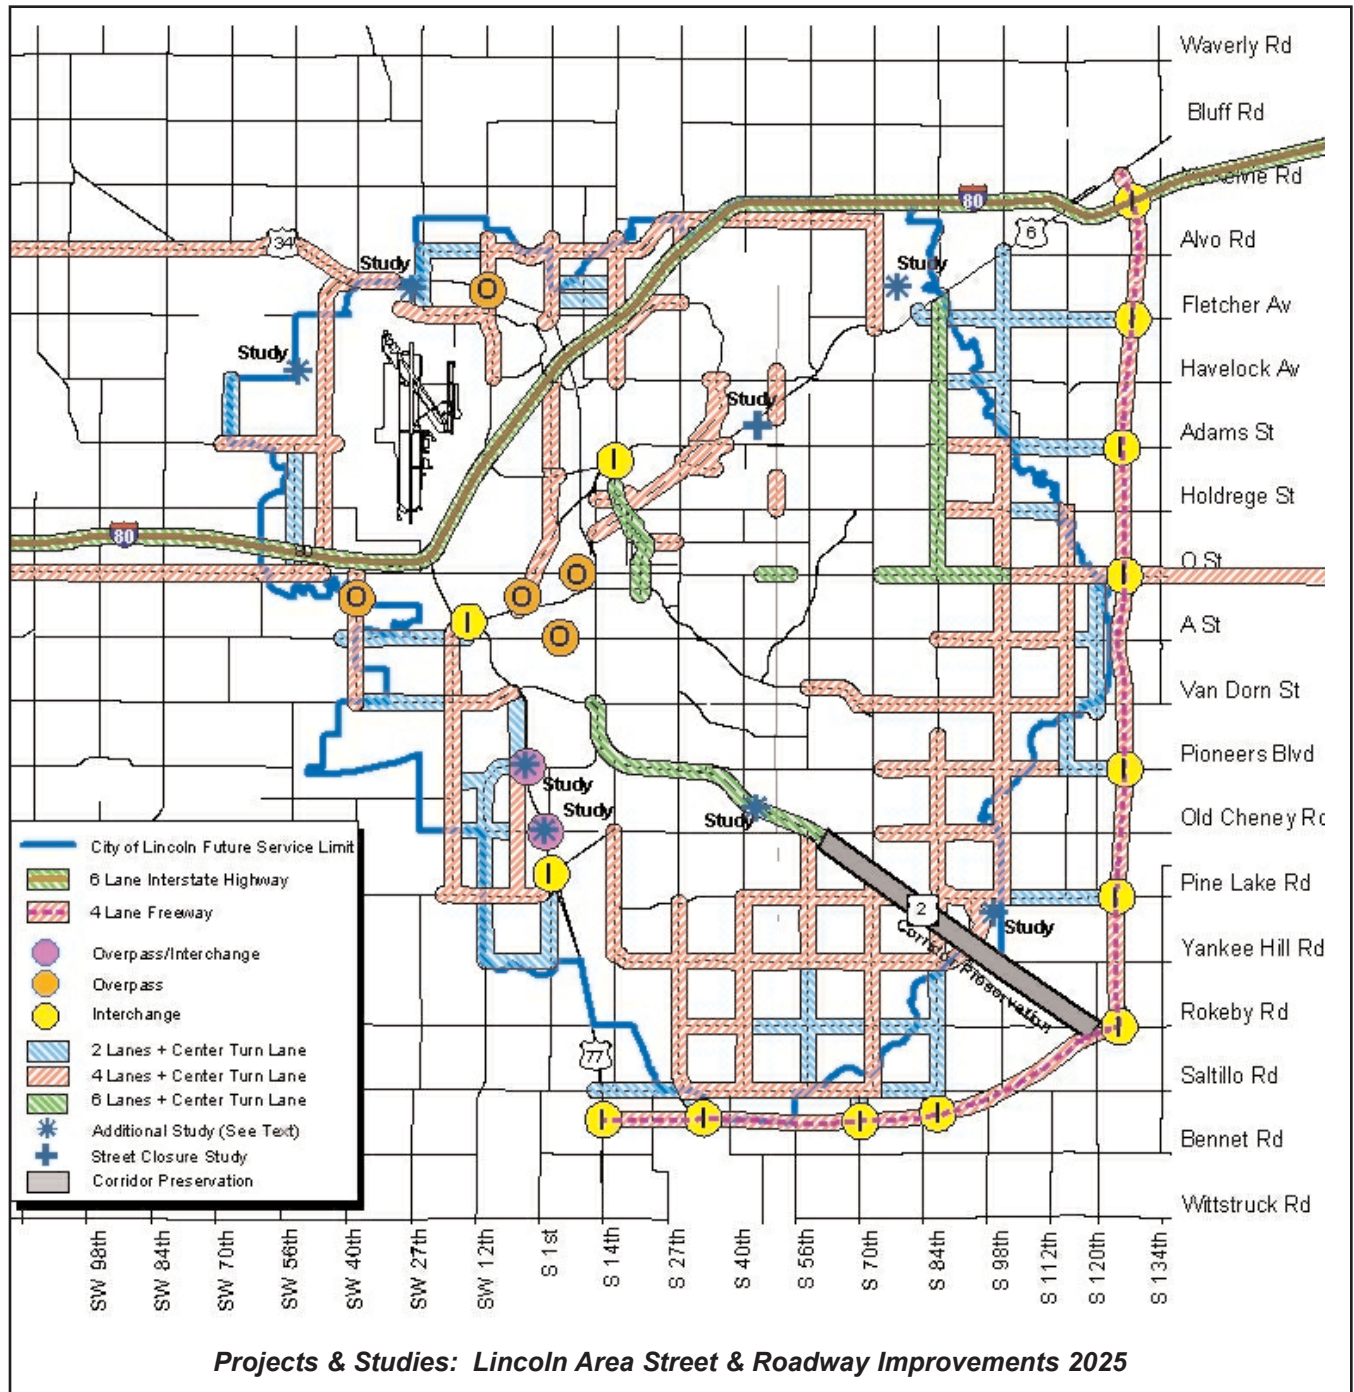 Waverly Rd
Bluff Rd
80
6
Alvo Rd
34
Study
Study
O
Fletcher Av
Study
Havelock Av
Study
Adams St
I
I
Holdrege St
80
O St
I
O
O
I
O
A St
Van Dorn St
Pioneers Blvd
I
Study
Study
Study
Old Cheney Rd
I
Pine Lake Rd
I
2
Study
Yankee Hill Rd
Corridor Preservation
Rokeby Rd
I
77
Saltillo Rd
I
I
I
I
Bennet Rd
Wittstruck Rd
City of Lincoln Future Service Limit
6 Lane Interstate Highway
4 Lane Freeway
Overpass/Interchange
Overpass
Interchange
2 Lanes + Center Turn Lane
4 Lanes + Center Turn Lane
6 Lanes + Center Turn Lane
Additional Study (See Text)
Street Closure Study
Corridor Preservation
SW 98th
SW 84th
SW 70th
SW 56th
SW 40th
SW 27th
SW 12th
S 1st
S 14th
S 27th
S 40th
S 56th
S 70th
S 84th
S 98th
S 112th
S 120th
S 134th
Projects & Studies: Lincoln Area Street & Roadway Improvements 2025